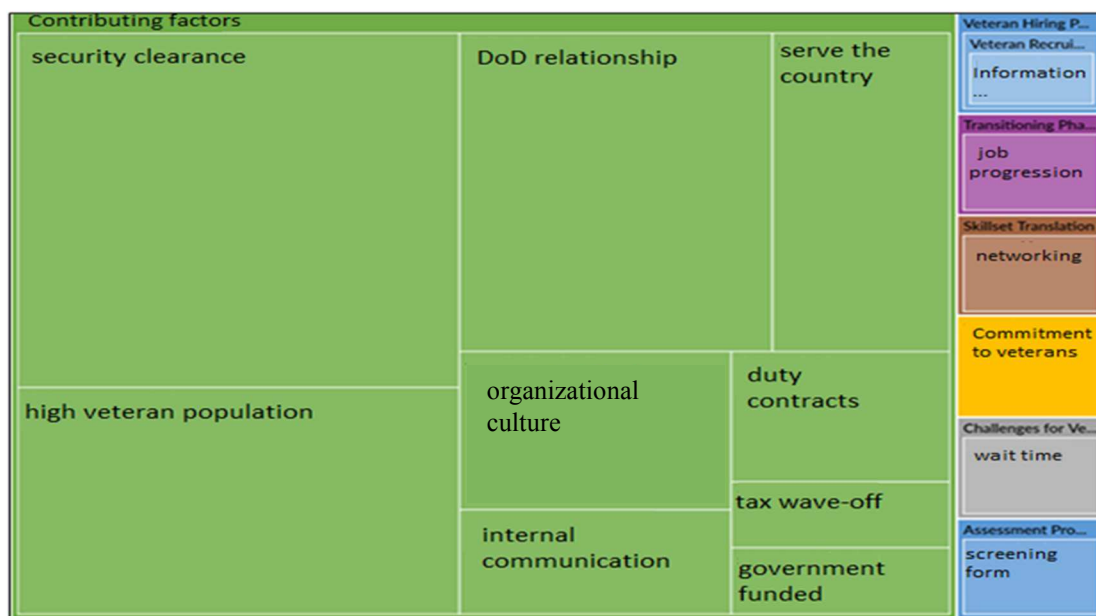 Contributing factors
security clearance
DoD relationship
serve the
country
high veteran population
organizational
culture
duty
contracts
internal
communication
tax wave-off
government
funded
Veteran Hiring P...
Veteran Recrui...
Information
...
Transitioning Pha...
job
progression
Skillset Translation
networking
Commitment
to veterans
Challenges for Ve...
wait time
Assessment Pro...
screening
form